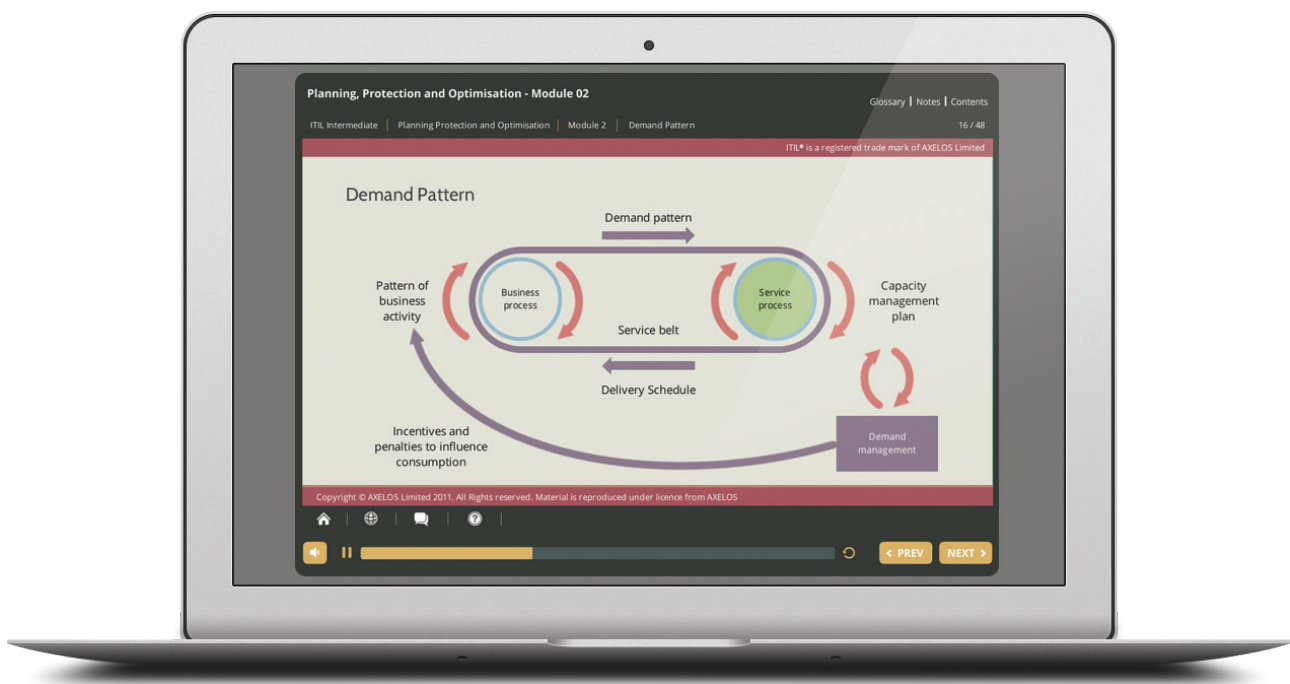 Planning, Protection and Optimisation - Module 02
Glossary | Notes | Contents
ITIL Intermediate | Planning Protection and Optimisation | Module 2 | Demand Pattern
16 / 48
ITIL® is a registered trade mark of AXELOS Limited
Demand Pattern
Demand pattern
Pattern of
business
activity
Business
process
Service
process
Capacity
management
plan
Service belt
Delivery Schedule
Incentives and
penalties to influence
consumption
Demand
management
Copyright © AXELOS Limited 2011. All Rights reserved. Material is reproduced under licence from AXELOS
PREV
NEXT